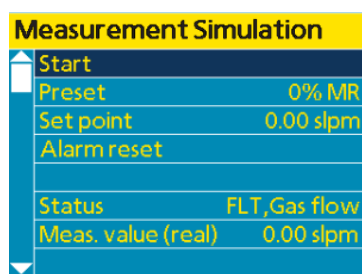 Measurement Simulation
Start
Preset 0% MR
Set point 0.00 slpm
Alarm reset
Status FLT,Gas flow
Meas. value (real) 0.00 slpm